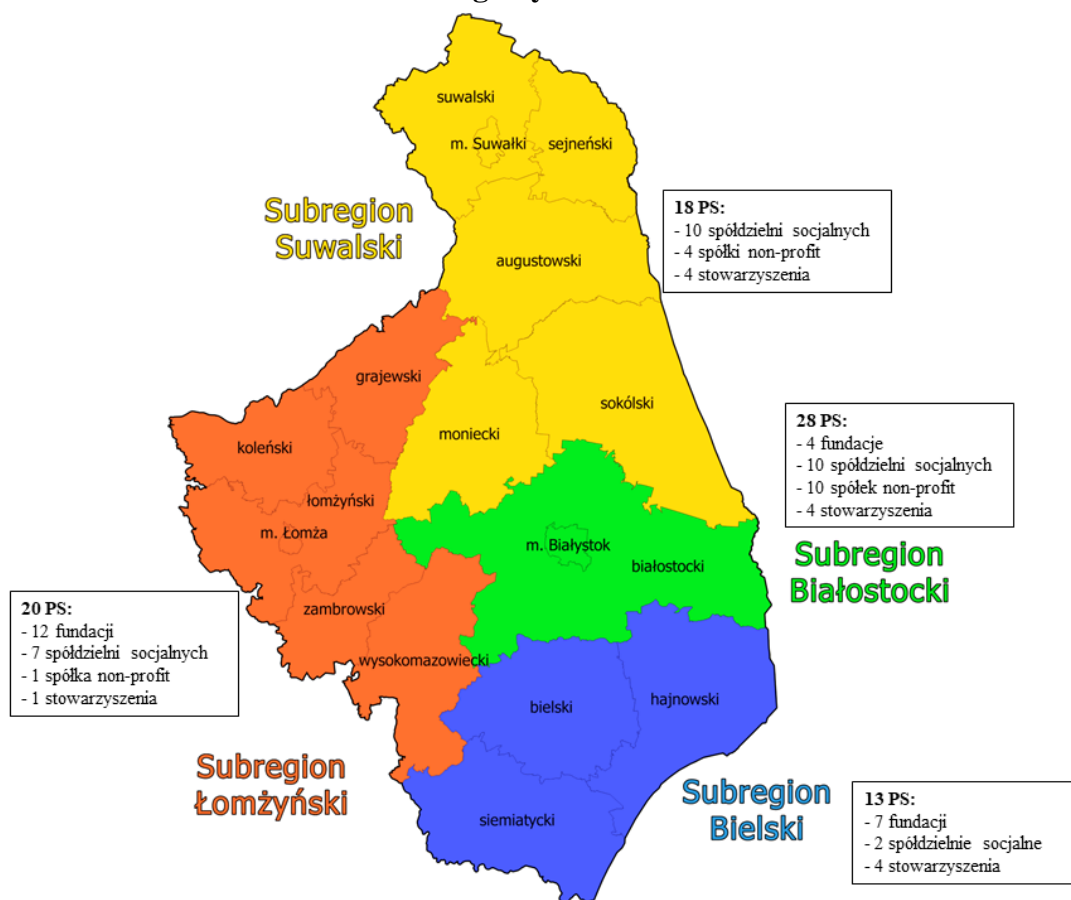 suwalski
m. Suwałki
sejneński
Subregion
Suwalski
18 PS:
- 10 spółdzielni socjalnych
- 4 spółki non-profit
- 4 stowarzyszenia
augustowski
grajewski
sokólski
moniecki
koleński
łomżyński
m. Łomża
28 PS:
- 4 fundacje
- 10 spółdzielni socjalnych
- 10 spółek non-profit
- 4 stowarzyszenia
m. Białystok
białostocki
Subregion
Białostocki
zambrowski
wysokomazowiecki
20 PS:
- 12 fundacji
- 7 spółdzielni socjalnych
- 1 spółka non-profit
- 1 stowarzyszenia
hajnowski
bielski
Subregion
Łomżyński
siemiatycki
Subregion
Bielski
13 PS:
- 7 fundacji
- 2 spółdzielnie socjalne
- 4 stowarzyszenia